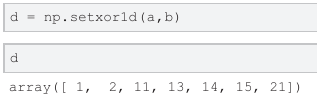 d = np.setxor1d(a,b)
d
array([ 1,  2, 11, 13, 14, 15, 21])